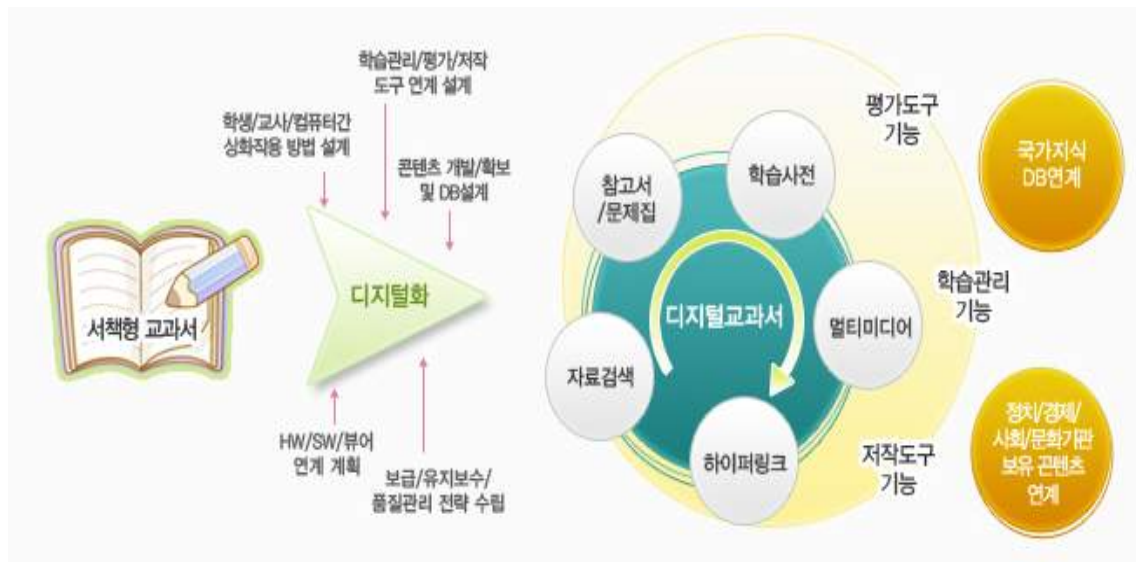 학습관리/평가/저작
도구 연계 설계
학생/교사/컴퓨터간
상화작용 방법 설계
콘텐츠 개발/확보
및 DB설계
서책형 교과서
디지털화
HW/SW/뷰어
연계 계획
보급/유지보수/
품질관리 전략 수립
참고서
/문제집
학습사전
디지털교과서
멀티미디어
자료검색
하이퍼링크
평가도구
기능
학습관리
기능
저작도구
기능
국가지식
DB연계
정치/경제/
사회/문화기관
보유 콘텐츠
연계